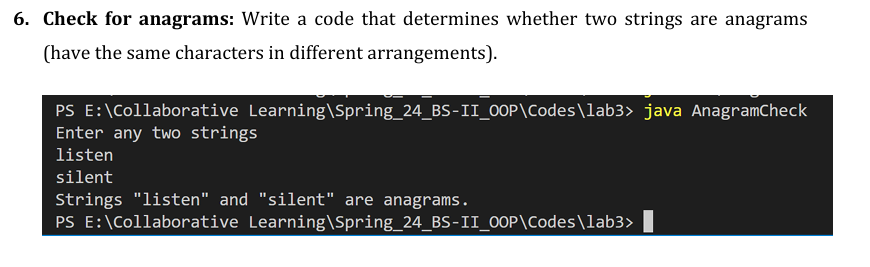 6. Check for anagrams: Write a code that determines whether two strings are anagrams
(have the same characters in different arrangements).
PS E:\Collaborative Learning\Spring_24_BS-II_OOP\Codes\lab3> java AnagramCheck
Enter any two strings
listen
silent
Strings "listen" and "silent" are anagrams.
PS E:\Collaborative Learning\Spring_24_BS-II_OOP\Codes\lab3>